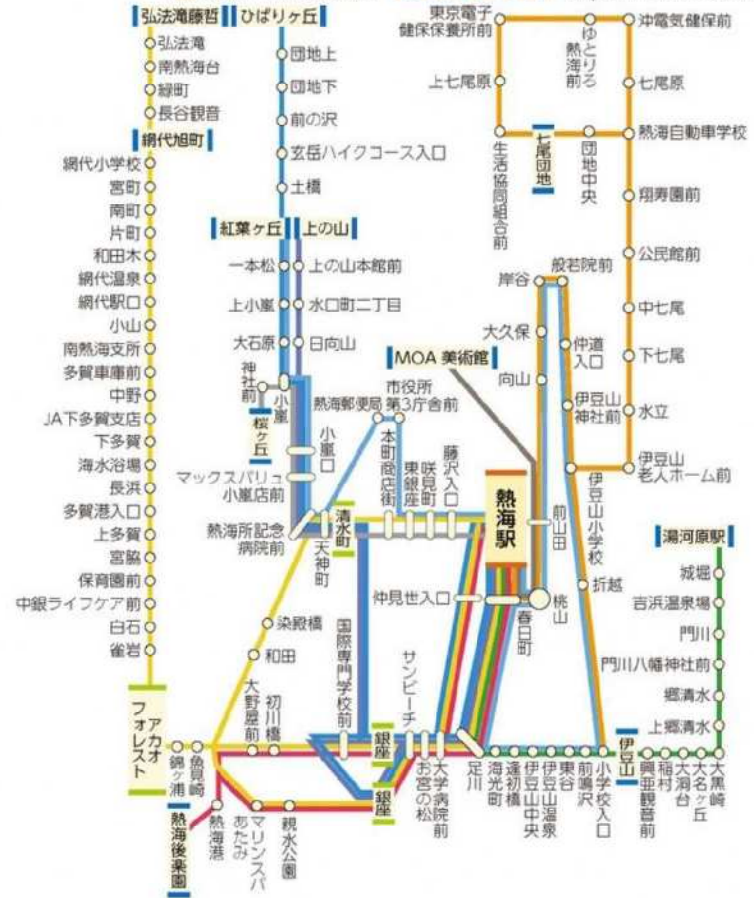 弘法滝藤哲
ひばりヶ丘
弘法滝
南熱海台
緑町
長谷観音
網代旭町
網代小学校
宮町
南町
片町
和田木
網代温泉
網代駅口
小山
南熱海支所
多賀車庫前
中野
JA下多賀支店
下多賀
海水浴場
長浜
多賀港入口
上多賀
宮脇
保育園前
中銀ライフケア前
白石
雀岩
アカオ
フォレスト
錦ヶ浦
魚見崎
熱海後楽園
熱海港
マリンスパ
あたみ
親水公園
大野屋前
初川橋
和田
染殿橋
団地上
団地下
前の沢
玄岳ハイクコース入口
土橋
紅葉ヶ丘
上の山
一本松
上の山本館前
上小嵐
水口町二丁目
大石原
日向山
神社前
小嵐
桜ヶ丘
小嵐口
マックスバリュ
小嵐店前
熱海所記念
病院前
天神町
清水町
熱海郵便局
市役所
第3庁舎前
本町商店街
東銀座
咲見町
藤沢入口
熱海駅
仲見世入口
春日町
桃山
前山田
MOA 美術館
国際専門学校前
銀座
銀座
サンビーチ
お宮の松
大学病院前
足川
海光町
逢初橋
伊豆山中央
伊豆山温泉
東谷
前鳴沢
小学校入口
伊豆山
興亜観音前
稲村
大洞台
大名ヶ丘
大黒崎
上郷清水
郷清水
門川八幡神社前
門川
吉浜温泉場
城堀
湯河原駅
東京電子
健保保養所前
ゆとりろ
熱海前
沖電気健保前
上七尾原
七尾原
生活協同組合前
七尾団地
団地中央
熱海自動車学校
翔寿園前
公民館前
中七尾
下七尾
水立
伊豆山
老人ホーム前
岸谷
般若院前
大久保
向山
仲道
入口
伊豆山
神社前
伊豆山小学校
折越